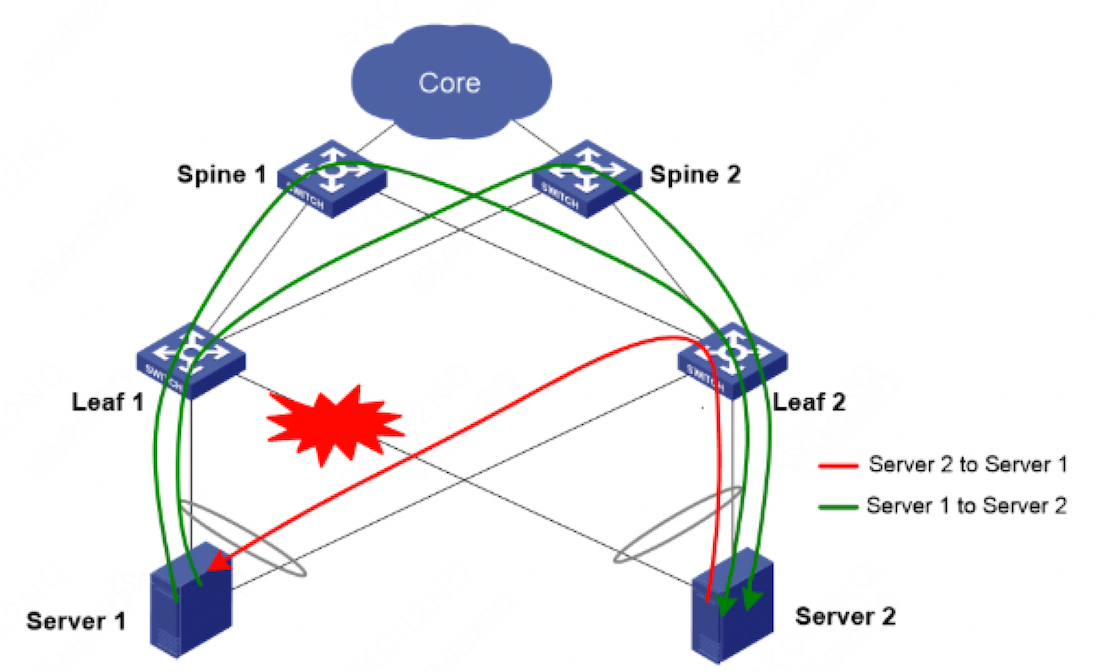 Core
Spine 1
Spine 2
SWITCH
SWITCH
SWITCH
SWITCH
Leaf 1
Leaf 2
Server 2 to Server 1
Server 1 to Server 2
Server 1
Server 2